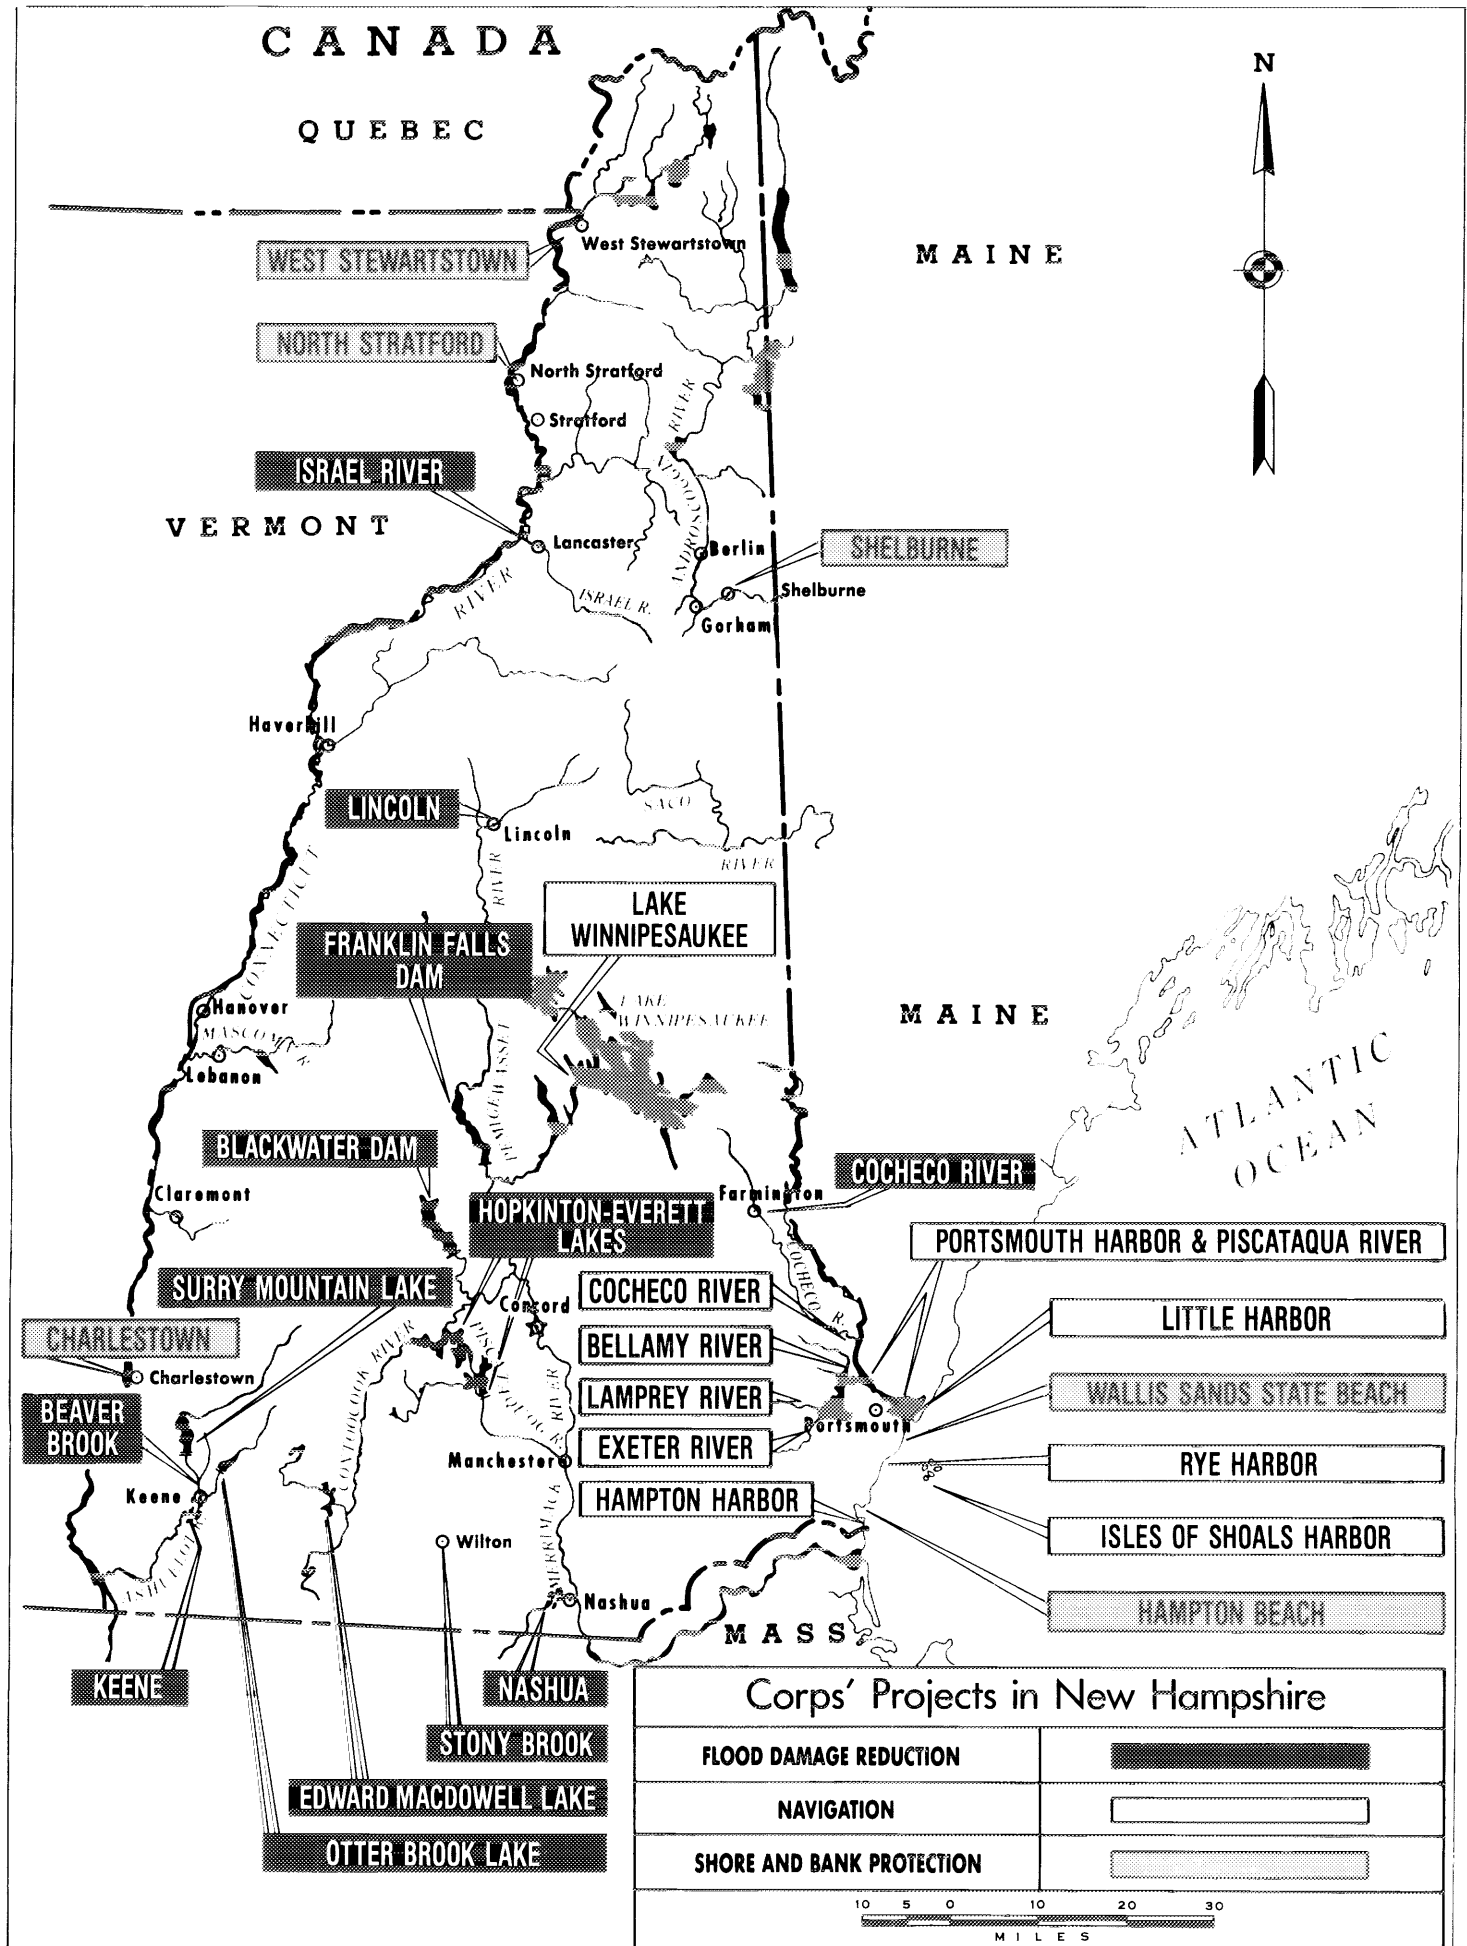 CANADA
QUEBEC
N
MAINE
West Stewartstown
WEST STEWARTSTOWN
NORTH STRATFORD
North Stratford
Stratford
RIVER
ISRAEL RIVER
VERMONT
ANDROSCOGGIN
Lancaster
Berlin
SHELBURNE
Shelburne
RIVER
ISRAEL R.
Gorham
Haverhill
LINCOLN
Lincoln
SACO
RIVER
RIVER
CONNECTICUT
LAKE
WINNIPESAUKEE
FRANKLIN FALLS
DAM
LAKE
WINNIPESAUKEE
Hanover
MASCOMA R.
Lebanon
MAINE
ATLANTIC
OCEAN
PEMIGEWASSET
BLACKWATER DAM
COCHECO RIVER
Claremont
Farmington
HOPKINTON-EVERETT
LAKES
PORTSMOUTH HARBOR & PISCATAQUA RIVER
COCHECO R.
SURRY MOUNTAIN LAKE
COCHECO RIVER
Concord
LITTLE HARBOR
CHARLESTOWN
BELLAMY RIVER
Charlestown
CONTOOCOOK RIVER
PISCATAQUOG R.
RIVER
LAMPREY RIVER
WALLIS SANDS STATE BEACH
BEAVER
BROOK
Portsmouth
EXETER RIVER
Manchester
RYE HARBOR
Keene
HAMPTON HARBOR
ISLES OF SHOALS HARBOR
Wilton
MERRIMACK
ASHUELOT
Nashua
HAMPTON BEACH
MASS.
KEENE
NASHUA
STONY BROOK
EDWARD MACDOWELL LAKE
OTTER BROOK LAKE
Corps' Projects in New Hampshire
FLOOD DAMAGE REDUCTION
NAVIGATION
SHORE AND BANK PROTECTION
10 5 0 10 20 30
MILES